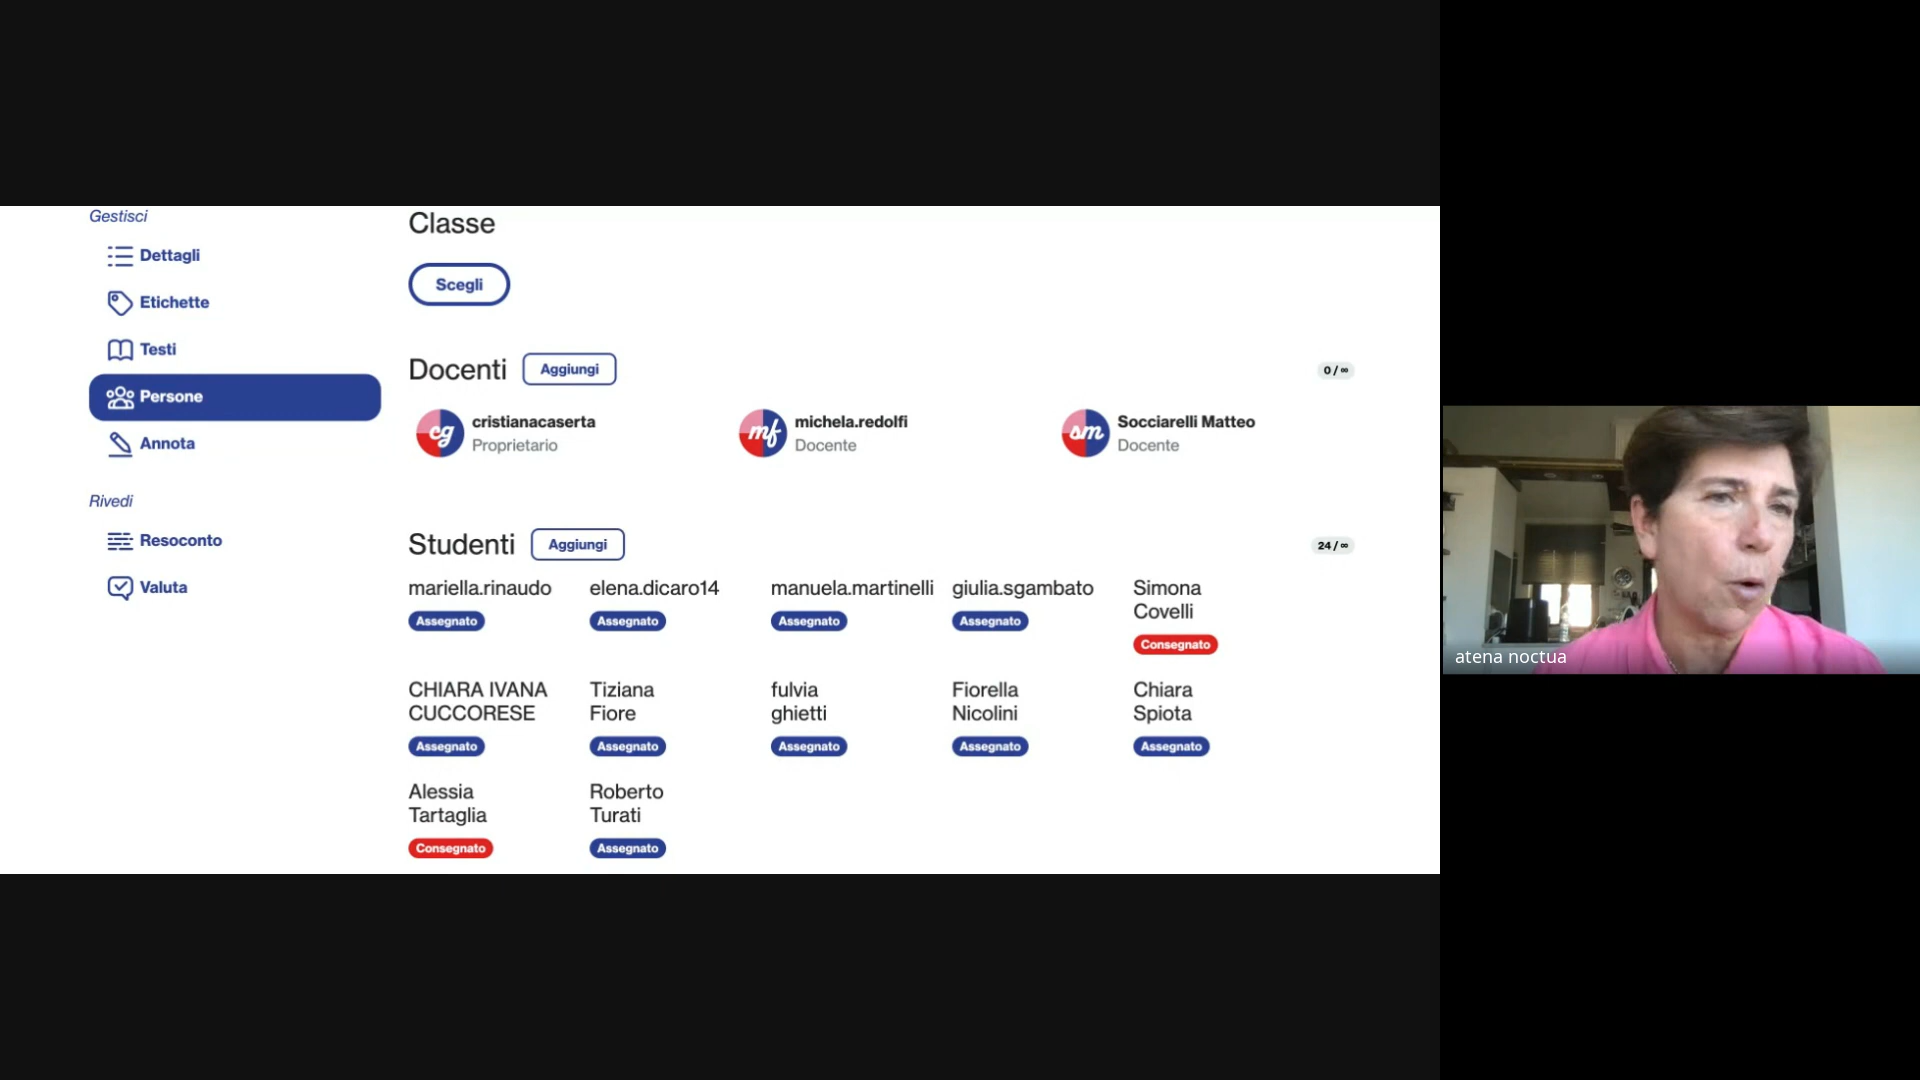 Gestisci
Dettagli
Etichette
Testi
Persone
Annota
Rivedi
Resoconto
Valuta
Classe
Scegli
Docenti
Aggiungi
0 / ∞
cg
cristianacaserta
Proprietario
mf
michela.redolfi
Docente
sm
Socciarelli Matteo
Docente
Studenti
Aggiungi
24 / ∞
mariella.rinaudo
Assegnato
elena.dicaro14
Assegnato
manuela.martinelli
Assegnato
giulia.sgambato
Assegnato
Simona
Covelli
Consegnato
CHIARA IVANA
CUCCORESE
Assegnato
Tiziana
Fiore
Assegnato
fulvia
ghietti
Assegnato
Fiorella
Nicolini
Assegnato
Chiara
Spiota
Assegnato
Alessia
Tartaglia
Consegnato
Roberto
Turati
Assegnato
atena noctua